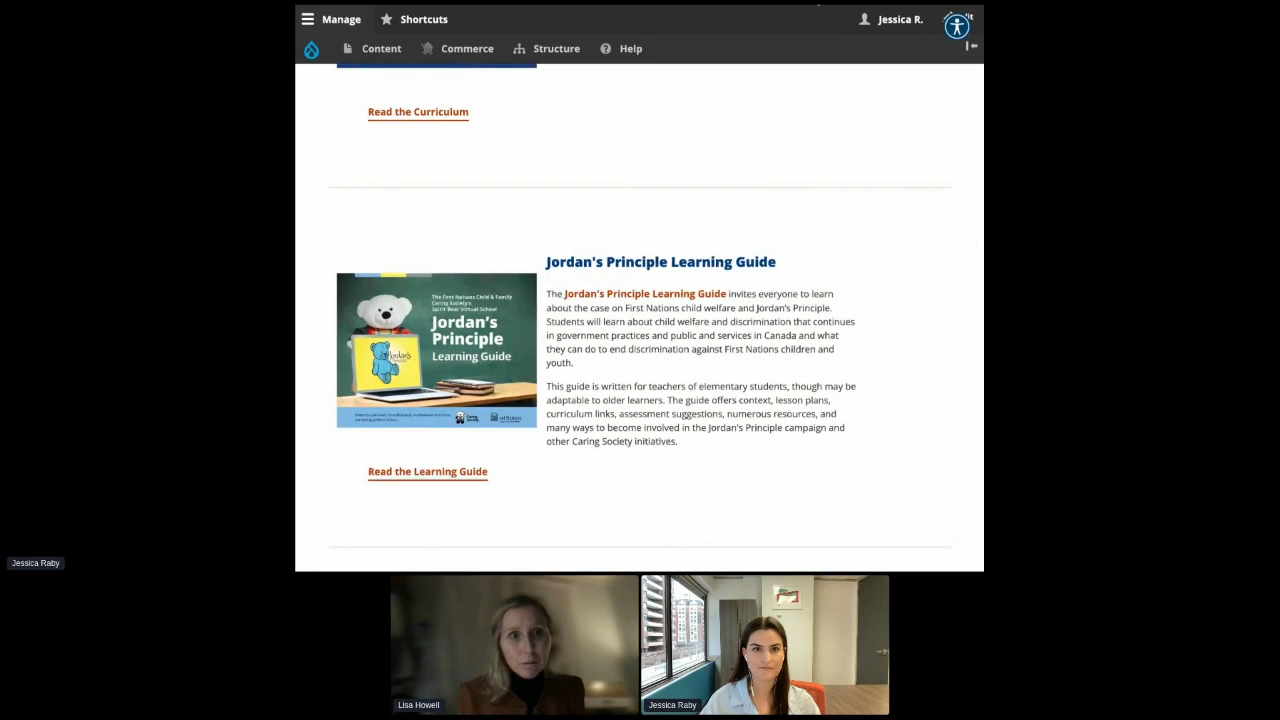 Manage
Shortcuts
Jessica R.
Content
Commerce
Structure
Help
Read the Curriculum
Jordan's Principle Learning Guide
The First Nations Child & Family
Caring Society's
Spirit Bear Virtual School
Jordan's
Principle
Learning Guide
The Jordan's Principle Learning Guide invites everyone to learn
about the case on First Nations child welfare and Jordan's Principle.
Students will learn about child welfare and discrimination that continues
in government practices and public and services in Canada and what
they can do to end discrimination against First Nations children and
youth.
This guide is written for teachers of elementary students, though may be
adaptable to older learners. The guide offers context, lesson plans,
curriculum links, assessment suggestions, numerous resources, and
many ways to become involved in the Jordan's Principle campaign and
other Caring Society initiatives.
Read the Learning Guide
Jessica Raby
Lisa Howell
Jessica Raby